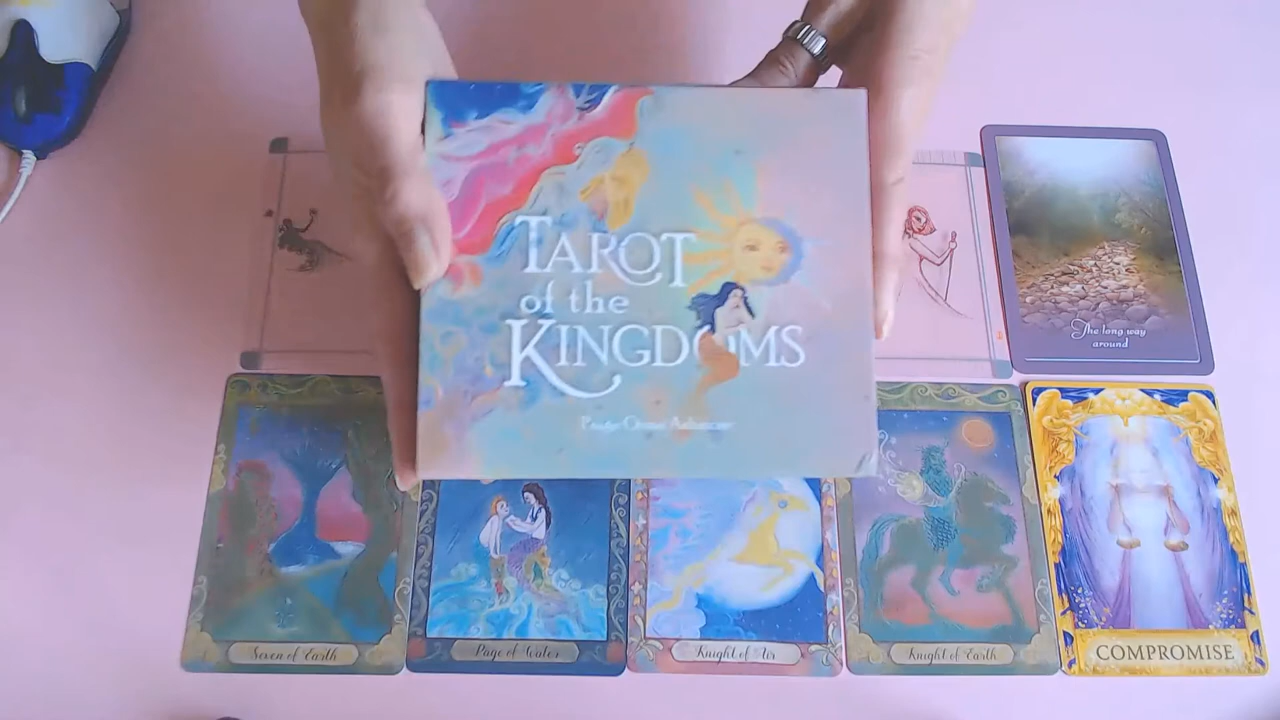 TAROT
of the
KINGDOMS
The long way
around
Seven of Earth
Page of Water
Knight of Air
Knight of Earth
COMPROMISE